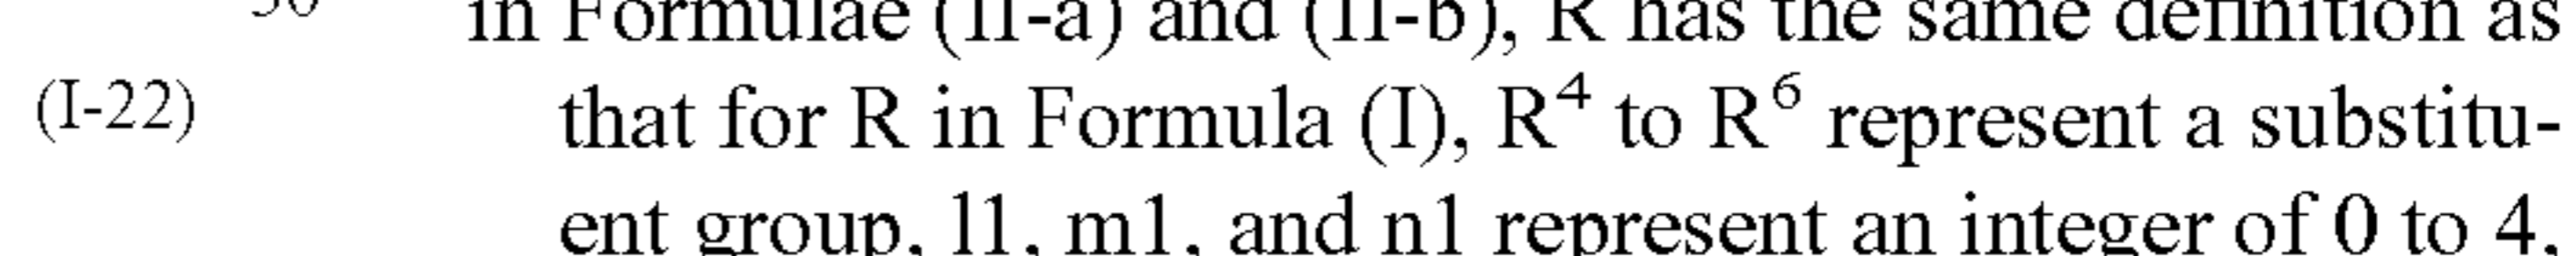 in Formulae (II-a) and (II-b), R has the same definition as
(I-22)
that for R in Formula (I), R⁴ to R⁶ represent a substitu-
ent group, l1, m1, and n1 represent an integer of 0 to 4,